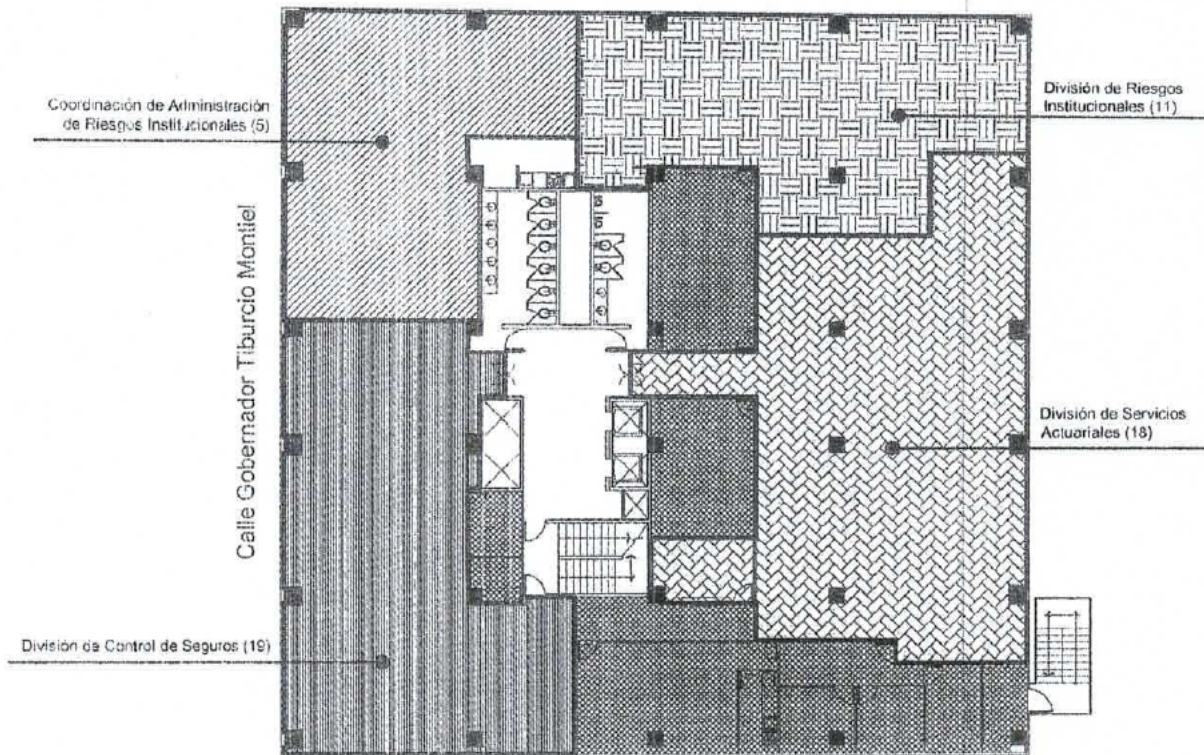 Coordinación de Administración
de Riesgos Institucionales (5)
División de Riesgos
Institucionales (11)
Calle Gobernador Tiburcio Montiel
División de Servicios
Actuariales (18)
División de Control de Seguros (19)